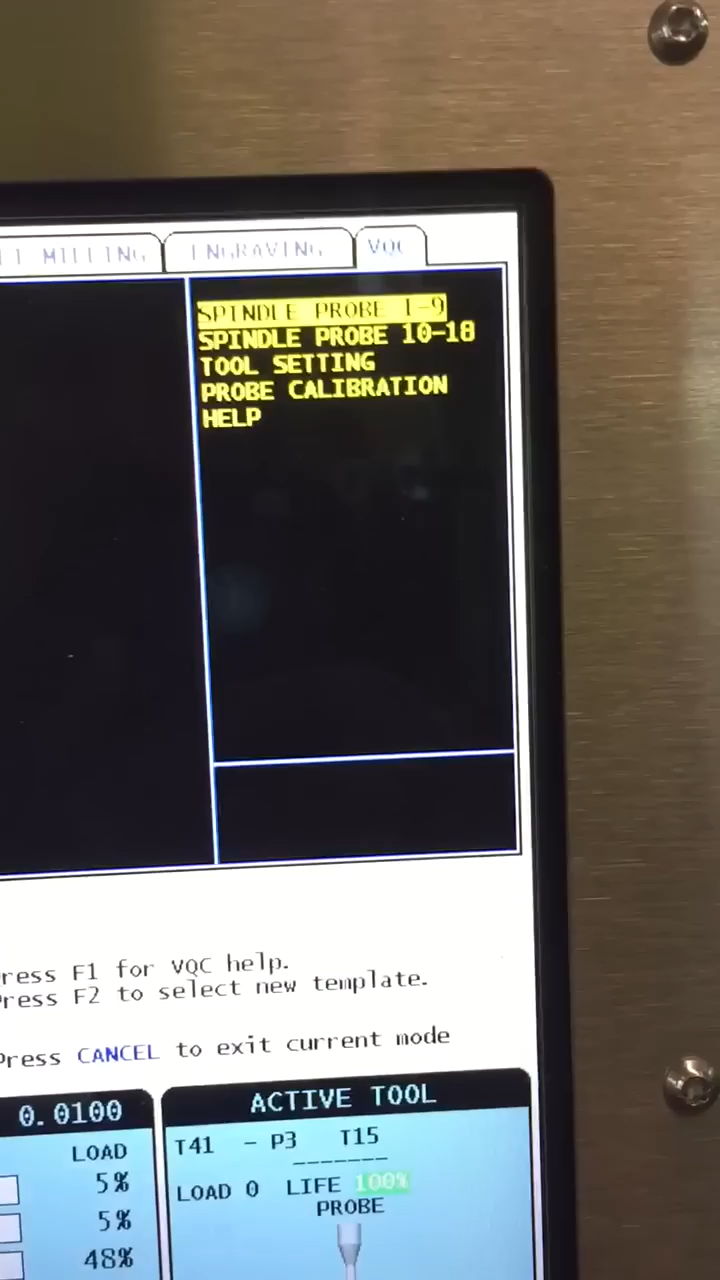 MILLING ENGRAVING VQC
SPINDLE PROBE 1-9
SPINDLE PROBE 10-18
TOOL SETTING
PROBE CALIBRATION
HELP
ress F1 for VQC help.
Press F2 to select new template.
Press CANCEL to exit current mode
0.0100
ACTIVE TOOL
LOAD
T41 - P3 T15
5%
LOAD 0 LIFE 100%
PROBE
5%
48%